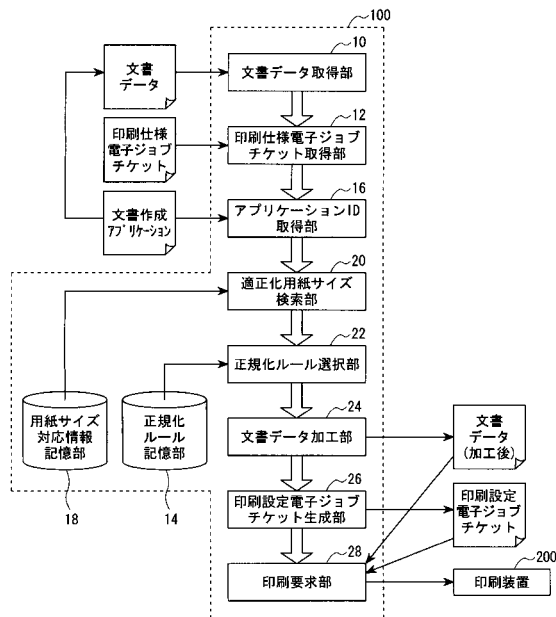 100
10
文書
データ
文書データ取得部
12
印刷仕様
電子ジョブ
チケット
印刷仕様電子ジョブ
チケット取得部
16
文書作成
アプリケーション
アプリケーションID
取得部
20
適正化用紙サイズ
検索部
22
正規化ルール選択部
用紙サイズ
対応情報
記憶部
正規化
ルール
記憶部
18
14
24
文書データ加工部
文書
データ
(加工後)
26
印刷設定電子ジョブ
チケット生成部
印刷設定
電子ジョブ
チケット
28
印刷要求部
200
印刷装置